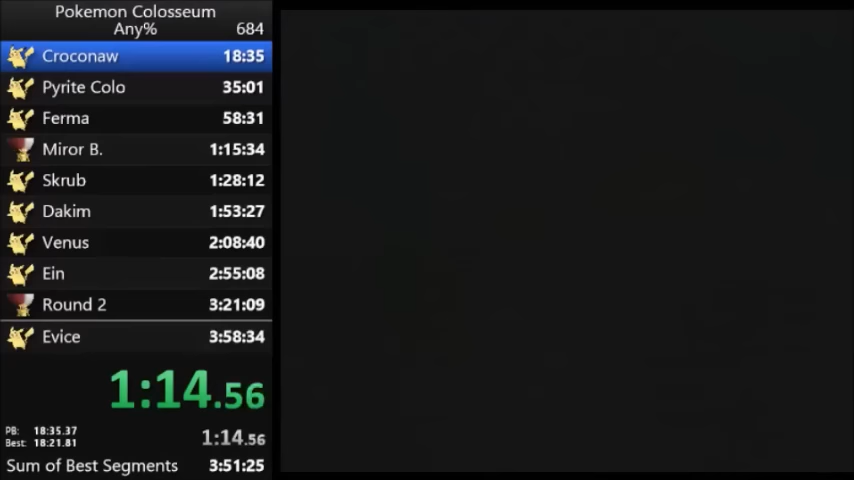 Pokemon Colosseum
Any% 684
Croconaw 18:35
Pyrite Colo 35:01
Ferma 58:31
Miror B. 1:15:34
Skrub 1:28:12
Dakim 1:53:27
Venus 2:08:40
Ein 2:55:08
Round 2 3:21:09
Evice 3:58:34
1:14.56
PB: 18:35.37
Best: 18:21.81
1:14.56
Sum of Best Segments 3:51:25